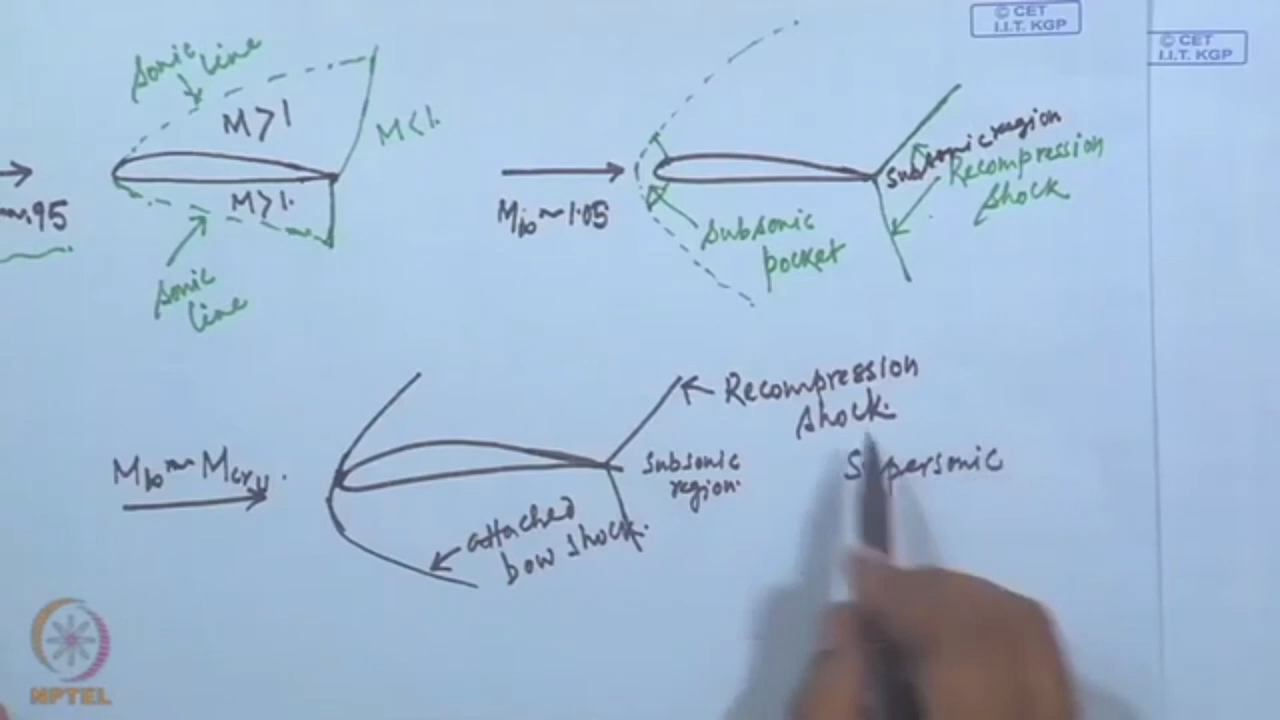 © CET
I.I.T. KGP
© CET
I.I.T. KGP
Sonic
line
M>1
M<1.
M>1.
~.95
Sonic
line
M∞~1.05
Subsonic
pocket
Subsonic region
Recompression
shock
M∞~M
Recompression
shock.
Subsonic
region.
Supersonic
attached
bow shock.
NPTEL